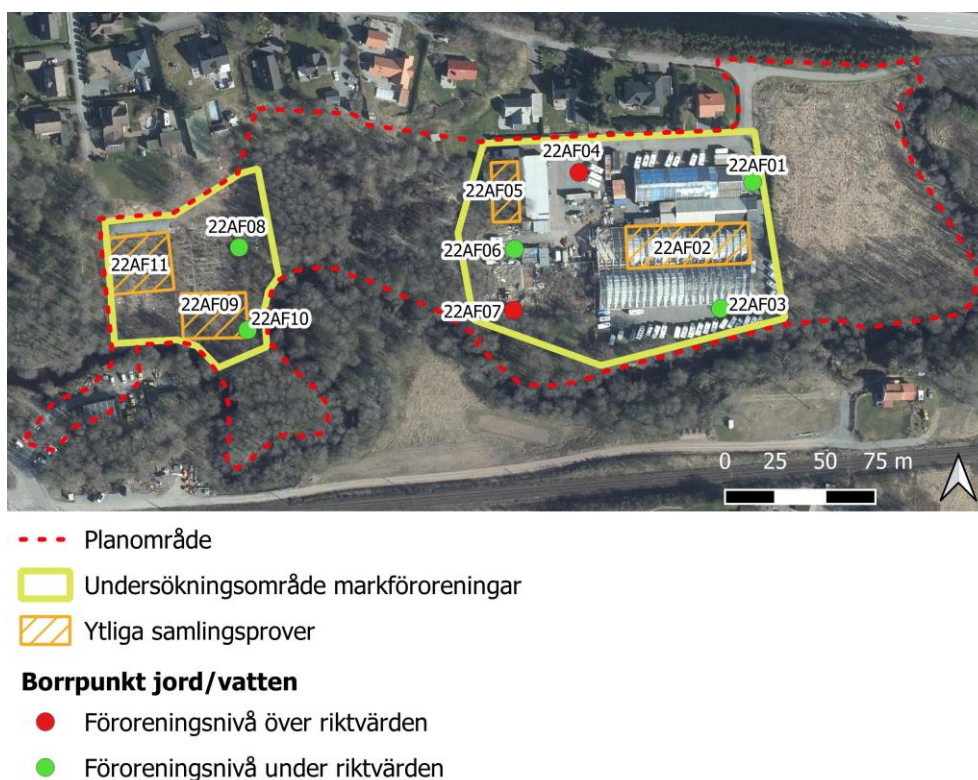 22AF04
22AF01
22AF05
22AF08
22AF06
22AF02
22AF11
22AF09
22AF10
22AF07
22AF03
0 25 50 75 m
Planområde
Undersökningsområde markföroreningar
Ytliga samlingsprover
Borrpunkt jord/vatten
Föroreningsnivå över riktvärden
Föroreningsnivå under riktvärden